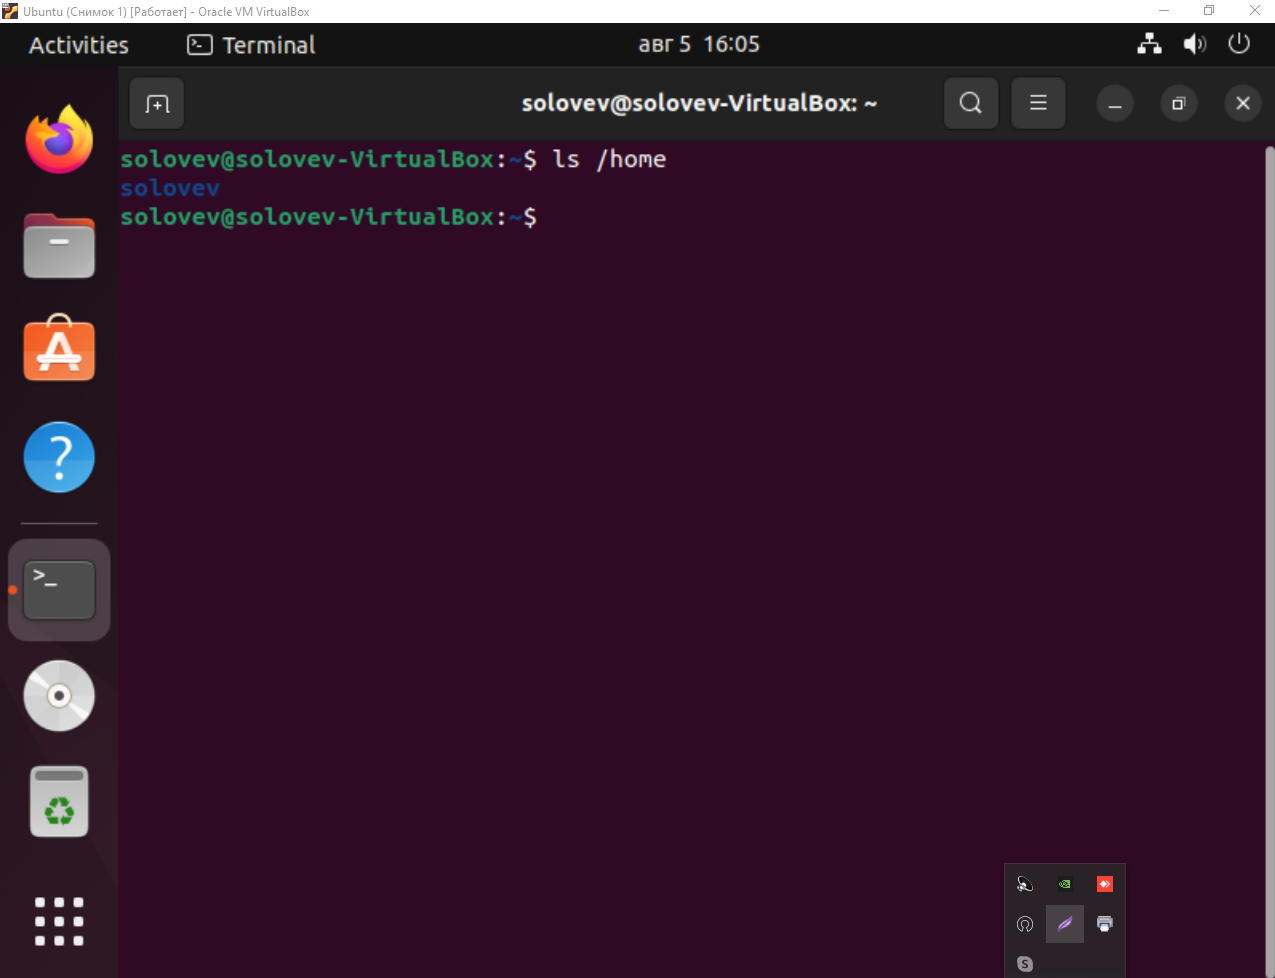 Ubuntu (Снимок 1) [Работает] - Oracle VM VirtualBox
Activities
Terminal
авг 5 16:05
solovev@solovev-VirtualBox: ~
solovev@solovev-VirtualBox:~$ ls /home
solovev
solovev@solovev-VirtualBox:~$